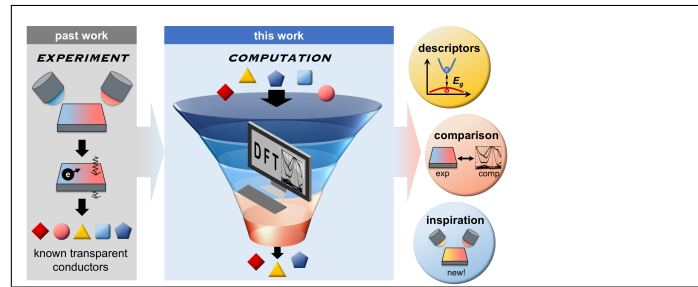 past work
EXPERIMENT
e-
known transparent
conductors
this work
COMPUTATION
DFT
descriptors
Eg
comparison
exp
comp
inspiration
new!